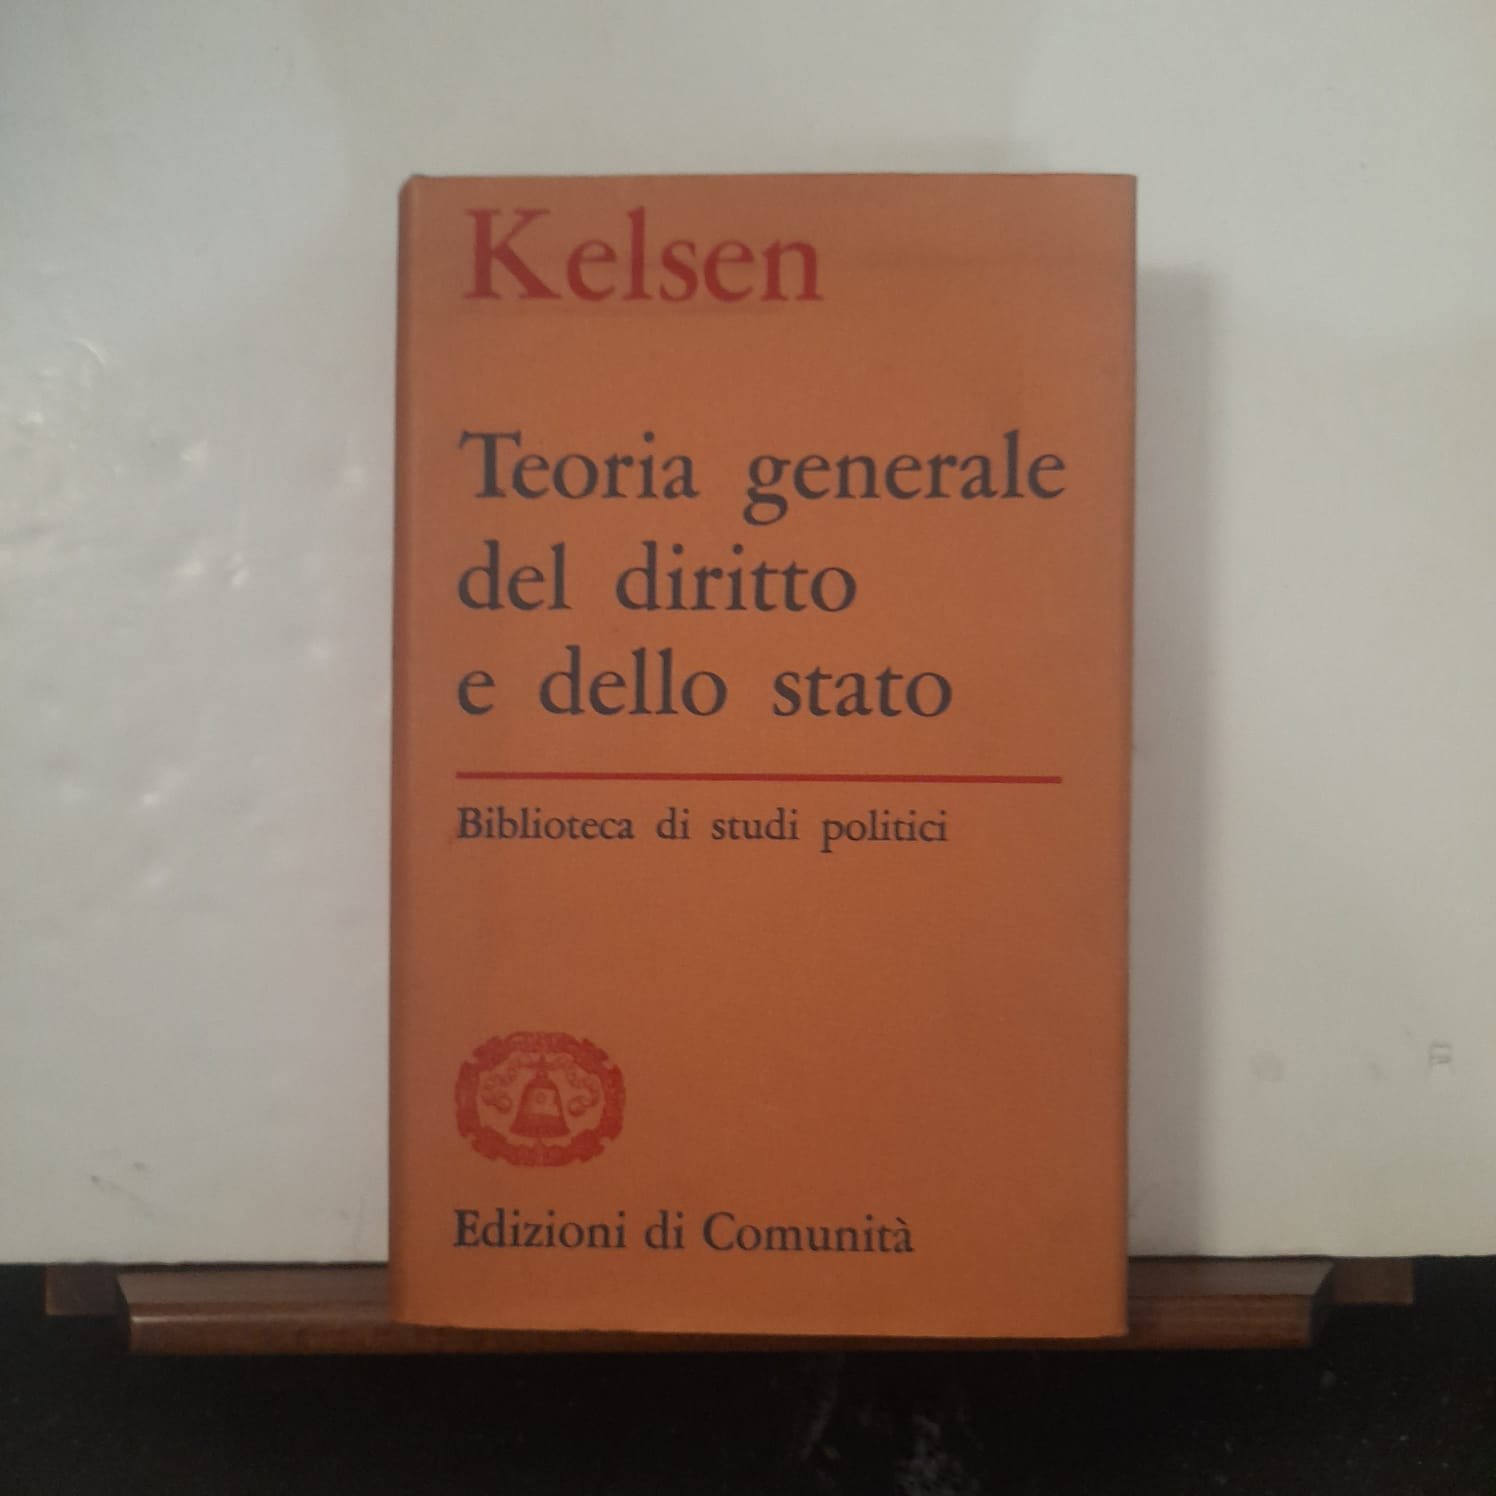 Kelsen
Teoria generale
del diritto
e dello stato
Biblioteca di studi politici
Edizioni di Comunità